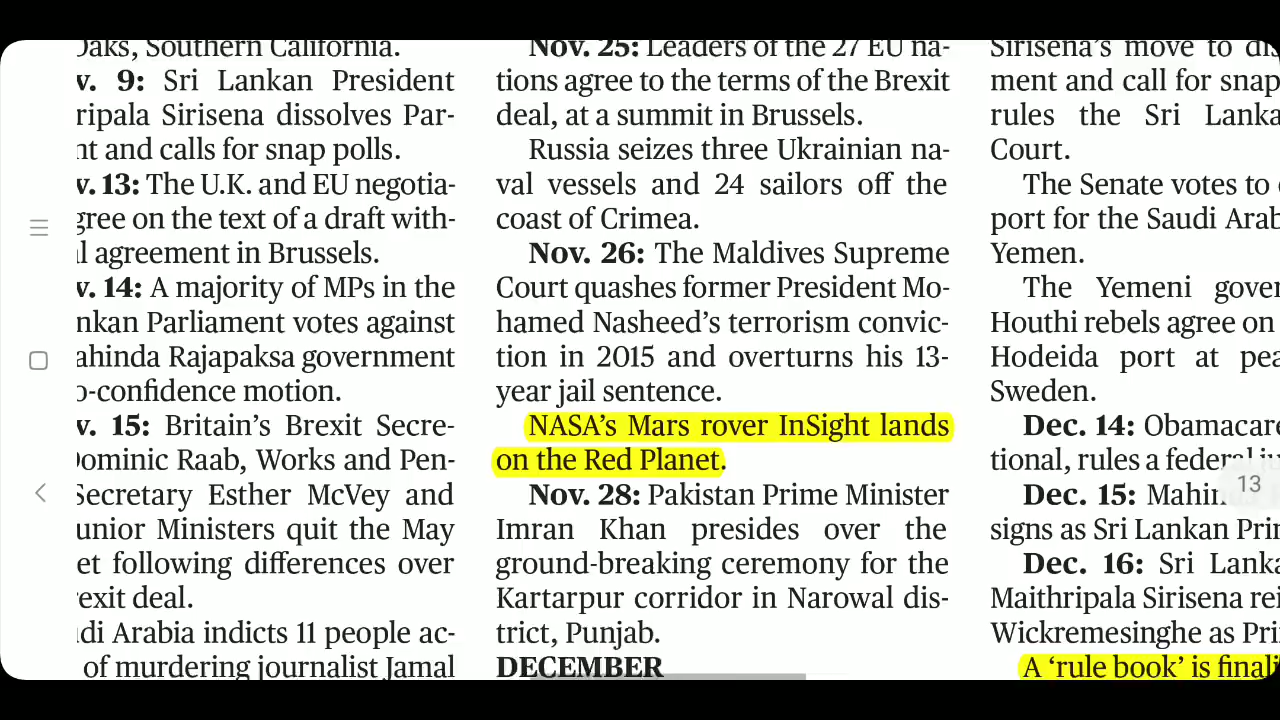 Oaks, Southern California.
v. 9: Sri Lankan President
ripala Sirisena dissolves Par-
nt and calls for snap polls.
v. 13: The U.K. and EU negotia-
gree on the text of a draft with-
l agreement in Brussels.
v. 14: A majority of MPs in the
nkan Parliament votes against
ahinda Rajapaksa government
o-confidence motion.
v. 15: Britain's Brexit Secre-
Dominic Raab, Works and Pen-
Secretary Esther McVey and
unior Ministers quit the May
et following differences over
rexit deal.
di Arabia indicts 11 people ac-
of murdering journalist Jamal
Nov. 25: Leaders of the 27 EU na-
tions agree to the terms of the Brexit
deal, at a summit in Brussels.
Russia seizes three Ukrainian na-
val vessels and 24 sailors off the
coast of Crimea.
Nov. 26: The Maldives Supreme
Court quashes former President Mo-
hamed Nasheed's terrorism convic-
tion in 2015 and overturns his 13-
year jail sentence.
NASA's Mars rover InSight lands
on the Red Planet.
Nov. 28: Pakistan Prime Minister
Imran Khan presides over the
ground-breaking ceremony for the
Kartarpur corridor in Narowal dis-
trict, Punjab.
DECEMBER
Sirisena's move to di
ment and call for snap
rules the Sri Lanka
Court.
The Senate votes to
port for the Saudi Arab
Yemen.
The Yemeni gover
Houthi rebels agree on
Hodeida port at pea
Sweden.
Dec. 14: Obamacare
tional, rules a federal ju
Dec. 15: Mahin
signs as Sri Lankan Pri
Dec. 16: Sri Lanka
Maithripala Sirisena rei
Wickremesinghe as Pri
A 'rule book' is finali
13